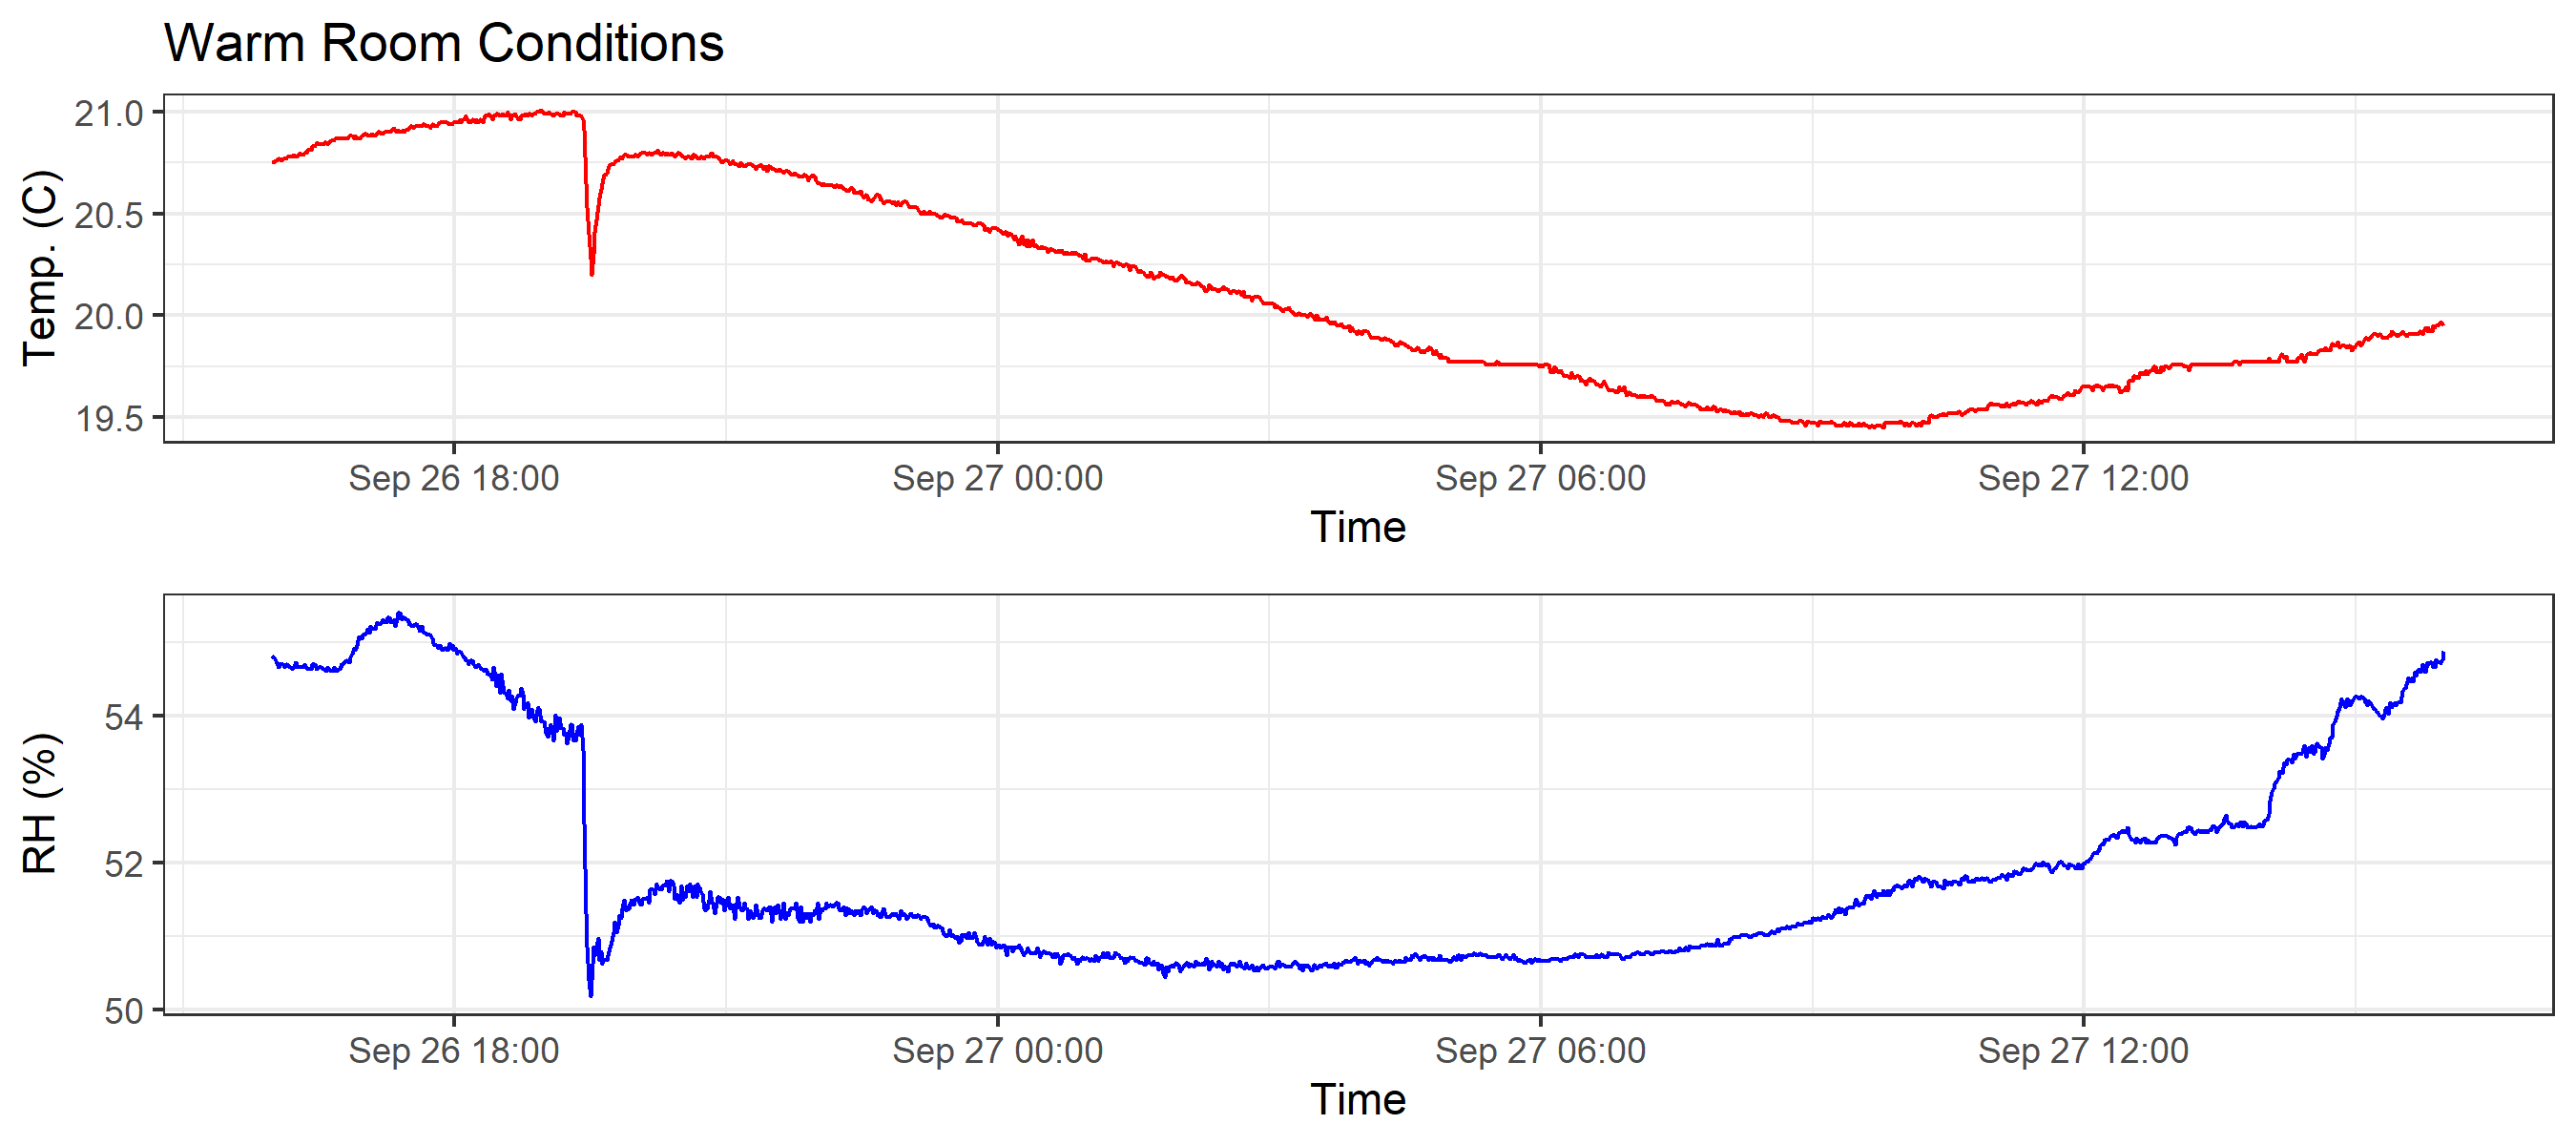 Warm Room Conditions
Temp. (C)
21.0
20.5
20.0
19.5
Sep 26 18:00 Sep 27 00:00 Sep 27 06:00 Sep 27 12:00
Time
RH (%)
54
52
50
Sep 26 18:00 Sep 27 00:00 Sep 27 06:00 Sep 27 12:00
Time